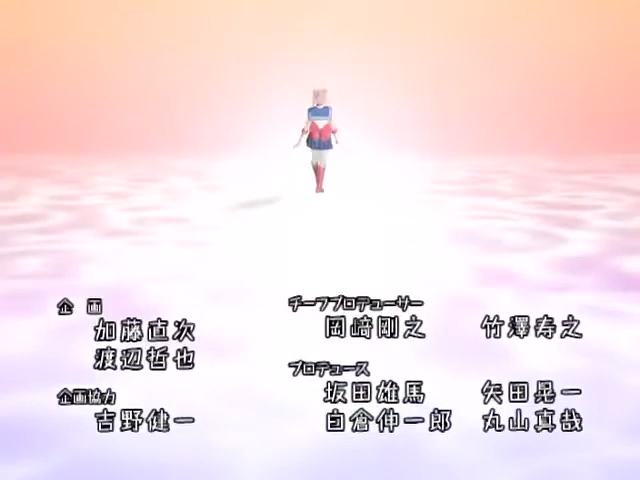 企画
加藤直次
渡辺哲也
企画協力
吉野健一
チーフプロデューサー
岡﨑剛之 竹澤寿之
プロデュース
坂田雄馬 矢田晃一
白倉伸一郎 丸山真哉